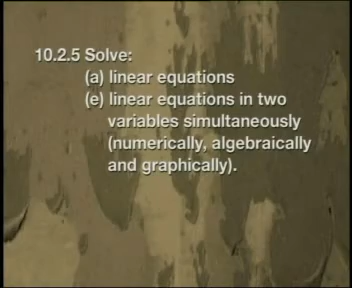 10.2.5 Solve:
(a) linear equations
(e) linear equations in two
variables simultaneously
(numerically, algebraically
and graphically).